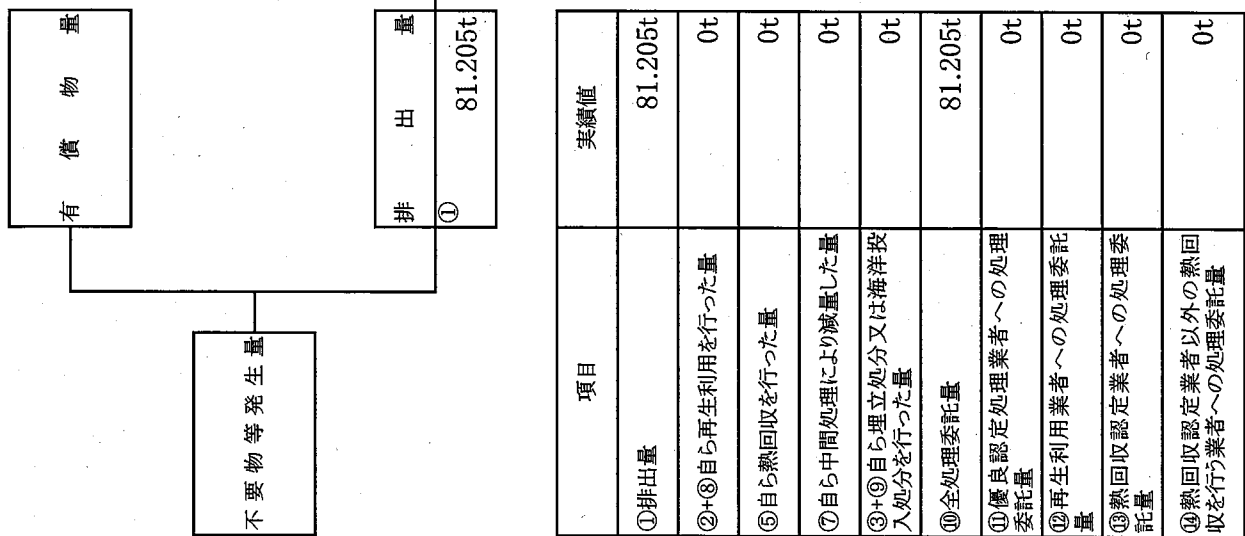 有償物量
不要物等発生量
排出量
①
81.205t
項目
実績値
①排出量
81.205t
②+⑧自ら再生利用を行った量
0t
⑤自ら熱回収を行った量
0t
⑦自ら中間処理により減量した量
0t
③+⑨自ら埋立処分又は海洋投
入処分を行った量
0t
⑩全処理委託量
81.205t
⑪優良認定処理業者への処理
委託量
0t
⑫再生利用業者への処理委託
量
0t
⑬熱回収認定業者への処理委
託量
0t
⑭熱回収認定業者以外の熱回
収を行う業者への処理委託量
0t